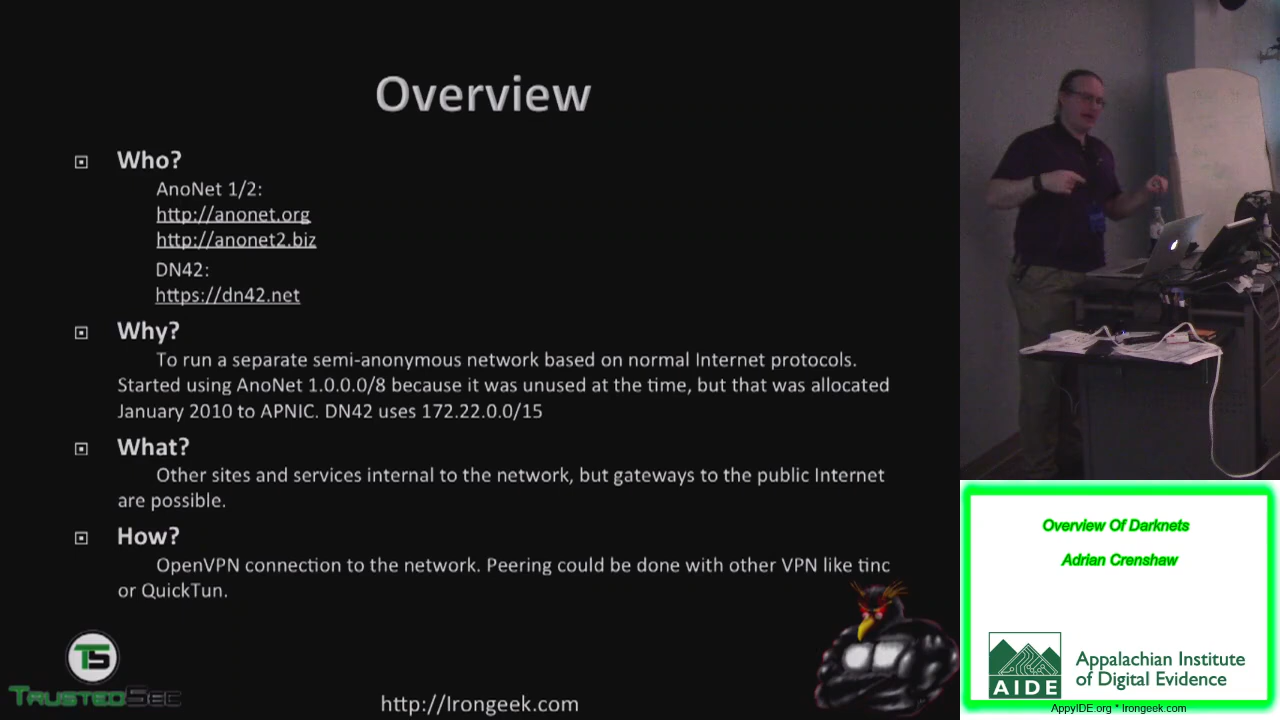 Overview
Who?
AnoNet 1/2:
http://anonet.org
http://anonet2.biz
DN42:
https://dn42.net
Why?
To run a separate semi-anonymous network based on normal Internet protocols.
Started using AnoNet 1.0.0.0/8 because it was unused at the time, but that was allocated
January 2010 to APNIC. DN42 uses 172.22.0.0/15
What?
Other sites and services internal to the network, but gateways to the public Internet
are possible.
How?
OpenVPN connection to the network. Peering could be done with other VPN like tinc
or QuickTun.
TS
TRUSTEDSEC
http://Irongeek.com
Overview Of Darknets
Adrian Crenshaw
AIDE
Appalachian Institute
of Digital Evidence
AppyIDE.org * Irongeek.com